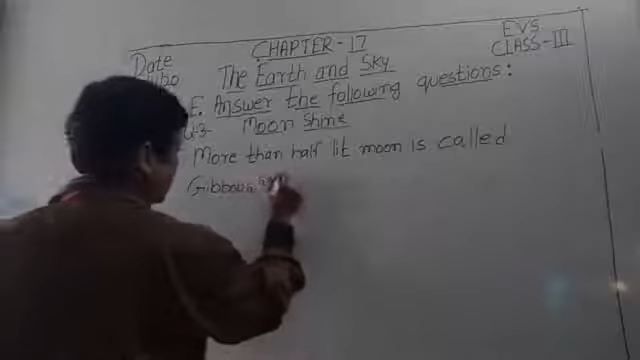 EVS
Date CHAPTER-17 CLASS-III
The Earth and Sky
E. Answer the following questions:
Moon Shine
More than half lit moon is called